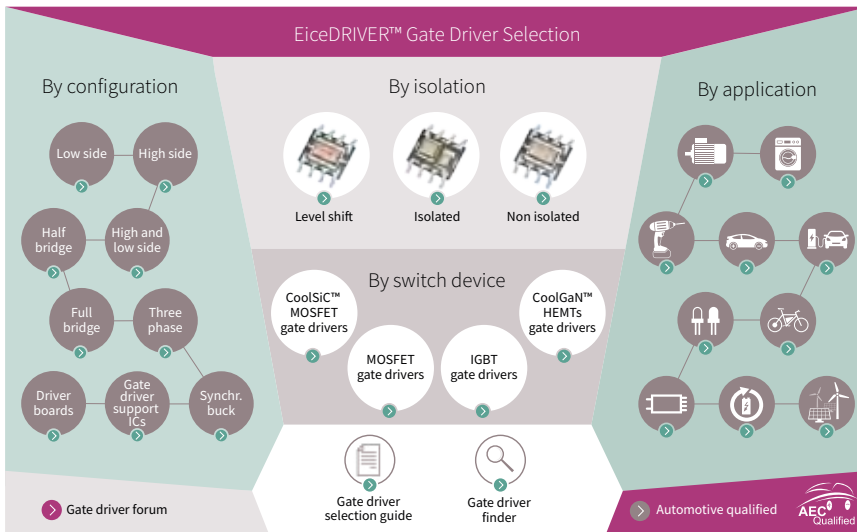 EiceDRIVER™ Gate Driver Selection
By configuration
Low side
High side
Half
bridge
High and
low side
Full
bridge
Three
phase
Driver
boards
Gate
driver
support
ICs
Synchr.
buck
By isolation
Level shift
Isolated
Non isolated
By switch device
CoolSiC™
MOSFET
gate drivers
MOSFET
gate drivers
IGBT
gate drivers
CoolGaN™
HEMTs
gate drivers
By application
Gate driver
selection guide
Gate driver
finder
Gate driver forum
Automotive qualified
AEC
Qualified